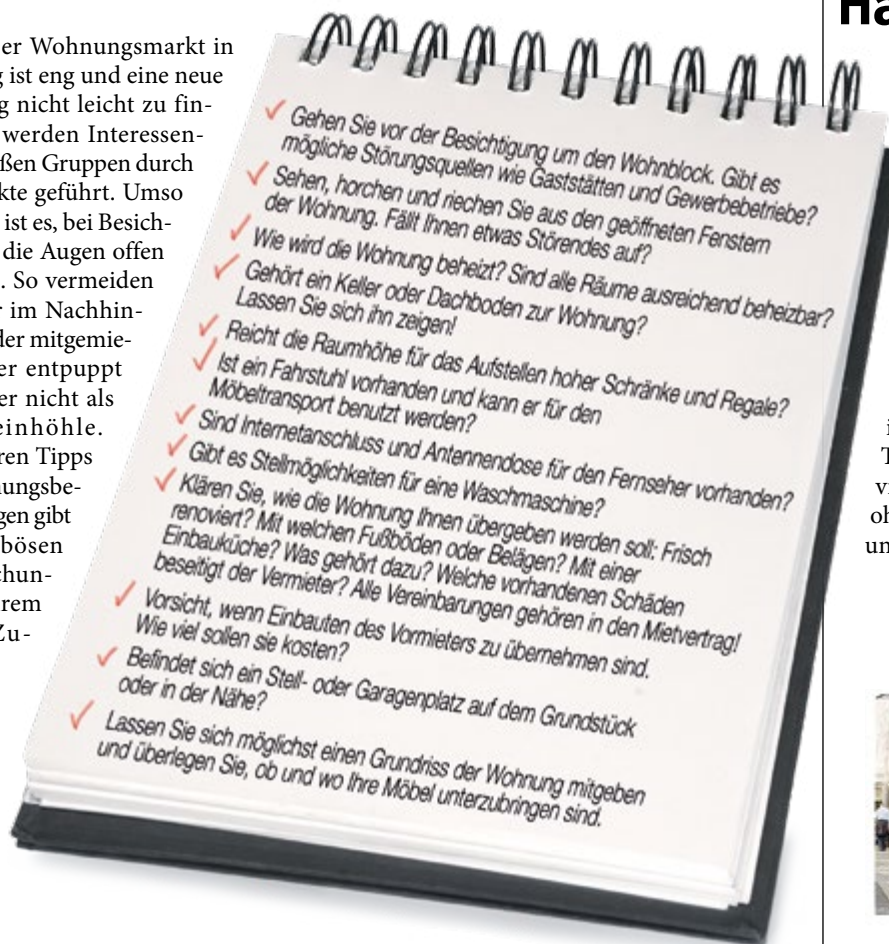 er Wohnungsmarkt in
g ist eng und eine neue
g nicht leicht zu fin-
werden Interessen-
ßen Gruppen durch
kte geführt. Umso
ist es, bei Besich-
die Augen offen
. So vermeiden
r im Nachhin-
der mitgemie-
er entpuppt
er nicht als
einhöhle.
ren Tipps
nungsbe-
gen gibt
bösen
chun-
rem
Zu-
Gehen Sie vor der Besichtigung um den Wohnblock. Gibt es
mögliche Störungsquellen wie Gaststätten und Gewerbebetriebe?
Sehen, horchen und riechen Sie aus den geöffneten Fenstern
der Wohnung. Fällt Ihnen etwas Störendes auf?
Wie wird die Wohnung beheizt? Sind alle Räume ausreichend beheizbar?
Gehört ein Keller oder Dachboden zur Wohnung?
Lassen Sie sich ihn zeigen!
Reicht die Raumhöhe für das Aufstellen hoher Schränke und Regale?
Ist ein Fahrstuhl vorhanden und kann er für den
Möbeltransport benutzt werden?
Sind Internetanschluss und Antennendose für den Fernseher vorhanden?
Gibt es Stellmöglichkeiten für eine Waschmaschine?
Klären Sie, wie die Wohnung Ihnen übergeben werden soll: Frisch
renoviert? Mit welchen Fußböden oder Belägen? Mit einer
Einbauküche? Was gehört dazu? Welche vorhandenen Schäden
beseitigt der Vermieter? Alle Vereinbarungen gehören in den Mietvertrag!
Vorsicht, wenn Einbauten des Vormieters zu übernehmen sind.
Wie viel sollen sie kosten?
Befindet sich ein Stell- oder Garagenplatz auf dem Grundstück
oder in der Nähe?
Lassen Sie sich möglichst einen Grundriss der Wohnung mitgeben
und überlegen Sie, ob und wo Ihre Möbel unterzubringen sind.
Ha
i
T
vi
oh
un